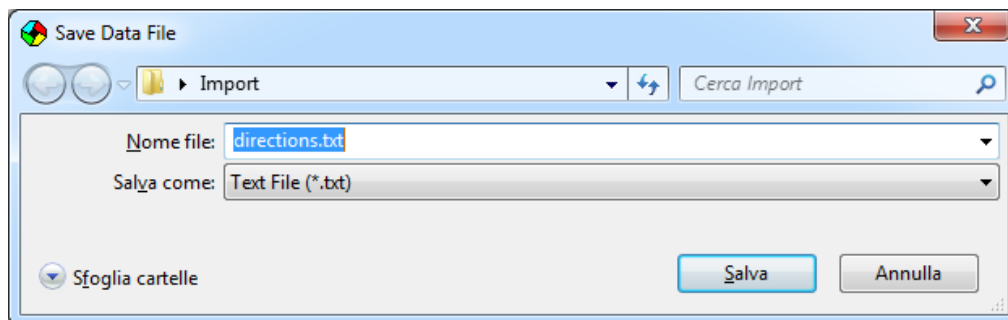 Save Data File
Import
Cerca Import
Nome file: directions.txt
Salva come: Text File (*.txt)
Sfoglia cartelle
Salva
Annulla